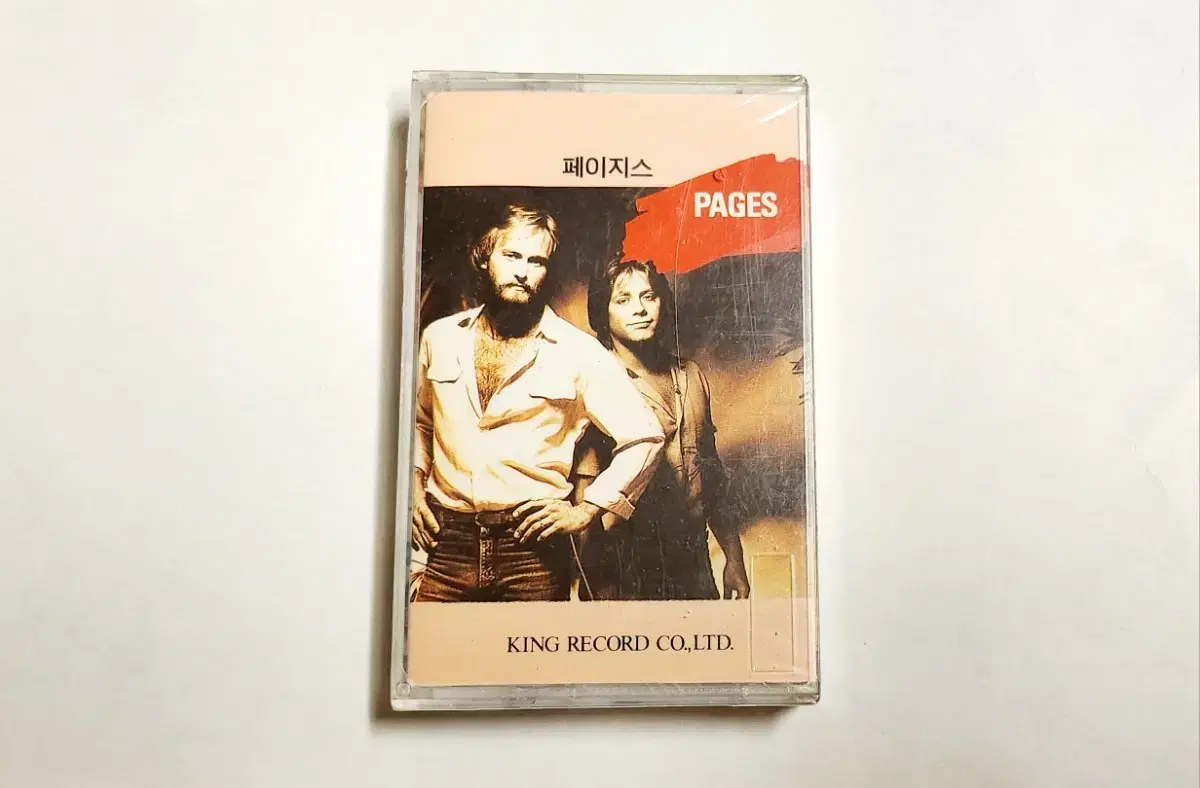 페이지스
PAGES
KING RECORD CO.,LTD.